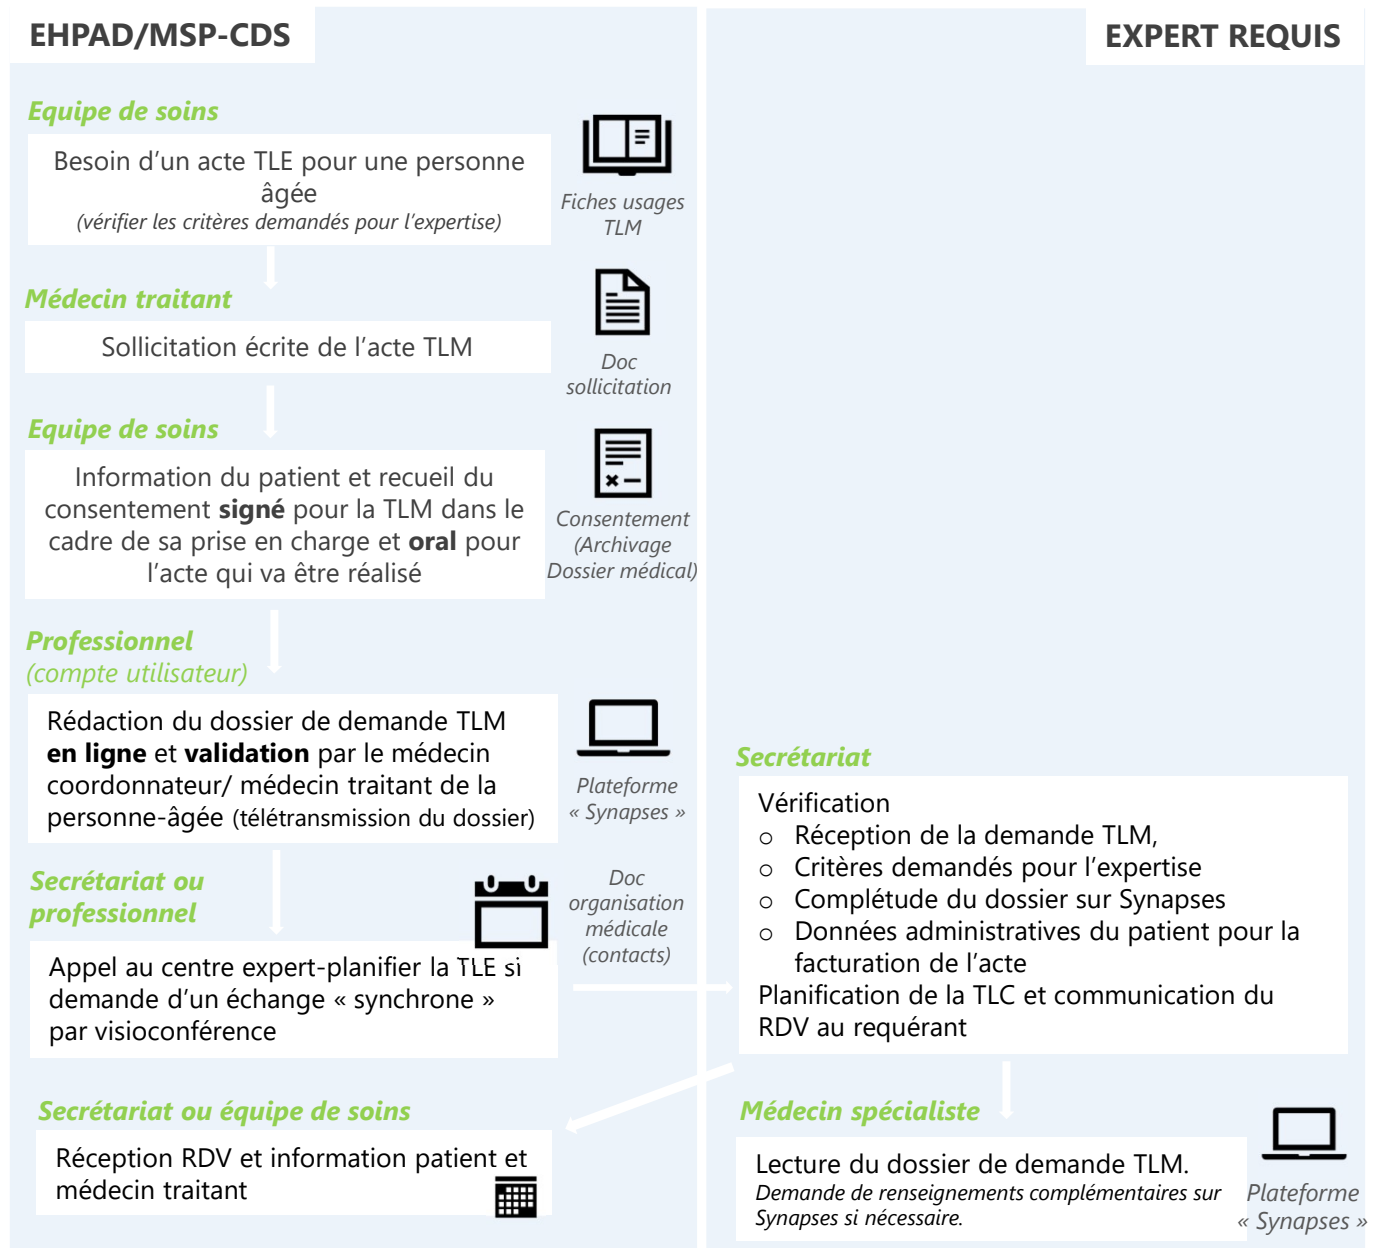 EHPAD/MSP-CDS
EXPERT REQUIS
Equipe de soins
Besoin d'un acte TLE pour une personne
âgée
(vérifier les critères demandés pour l'expertise)
Fiches usages
TLM
Médecin traitant
Sollicitation écrite de l'acte TLM
Doc
sollicitation
Equipe de soins
Information du patient et recueil du
consentement signé pour la TLM dans le
cadre de sa prise en charge et oral pour
l'acte qui va être réalisé
Consentement
(Archivage
Dossier médical)
Professionnel
(compte utilisateur)
Rédaction du dossier de demande TLM
en ligne et validation par le médecin
coordonnateur/ médecin traitant de la
personne-âgée (télétransmission du dossier)
Plateforme
« Synapses »
Secrétariat ou
professionnel
Doc
organisation
médicale
(contacts)
Appel au centre expert-planifier la TLE si
demande d'un échange « synchrone »
par visioconférence
Secrétariat
Vérification
o Réception de la demande TLM,
o Critères demandés pour l'expertise
o Complétude du dossier sur Synapses
o Données administratives du patient pour la
facturation de l'acte
Planification de la TLC et communication du
RDV au requérant
Secrétariat ou équipe de soins
Réception RDV et information patient et
médecin traitant
Médecin spécialiste
Lecture du dossier de demande TLM.
Demande de renseignements complémentaires sur
Synapses si nécessaire.
Plateforme
« Synapses »